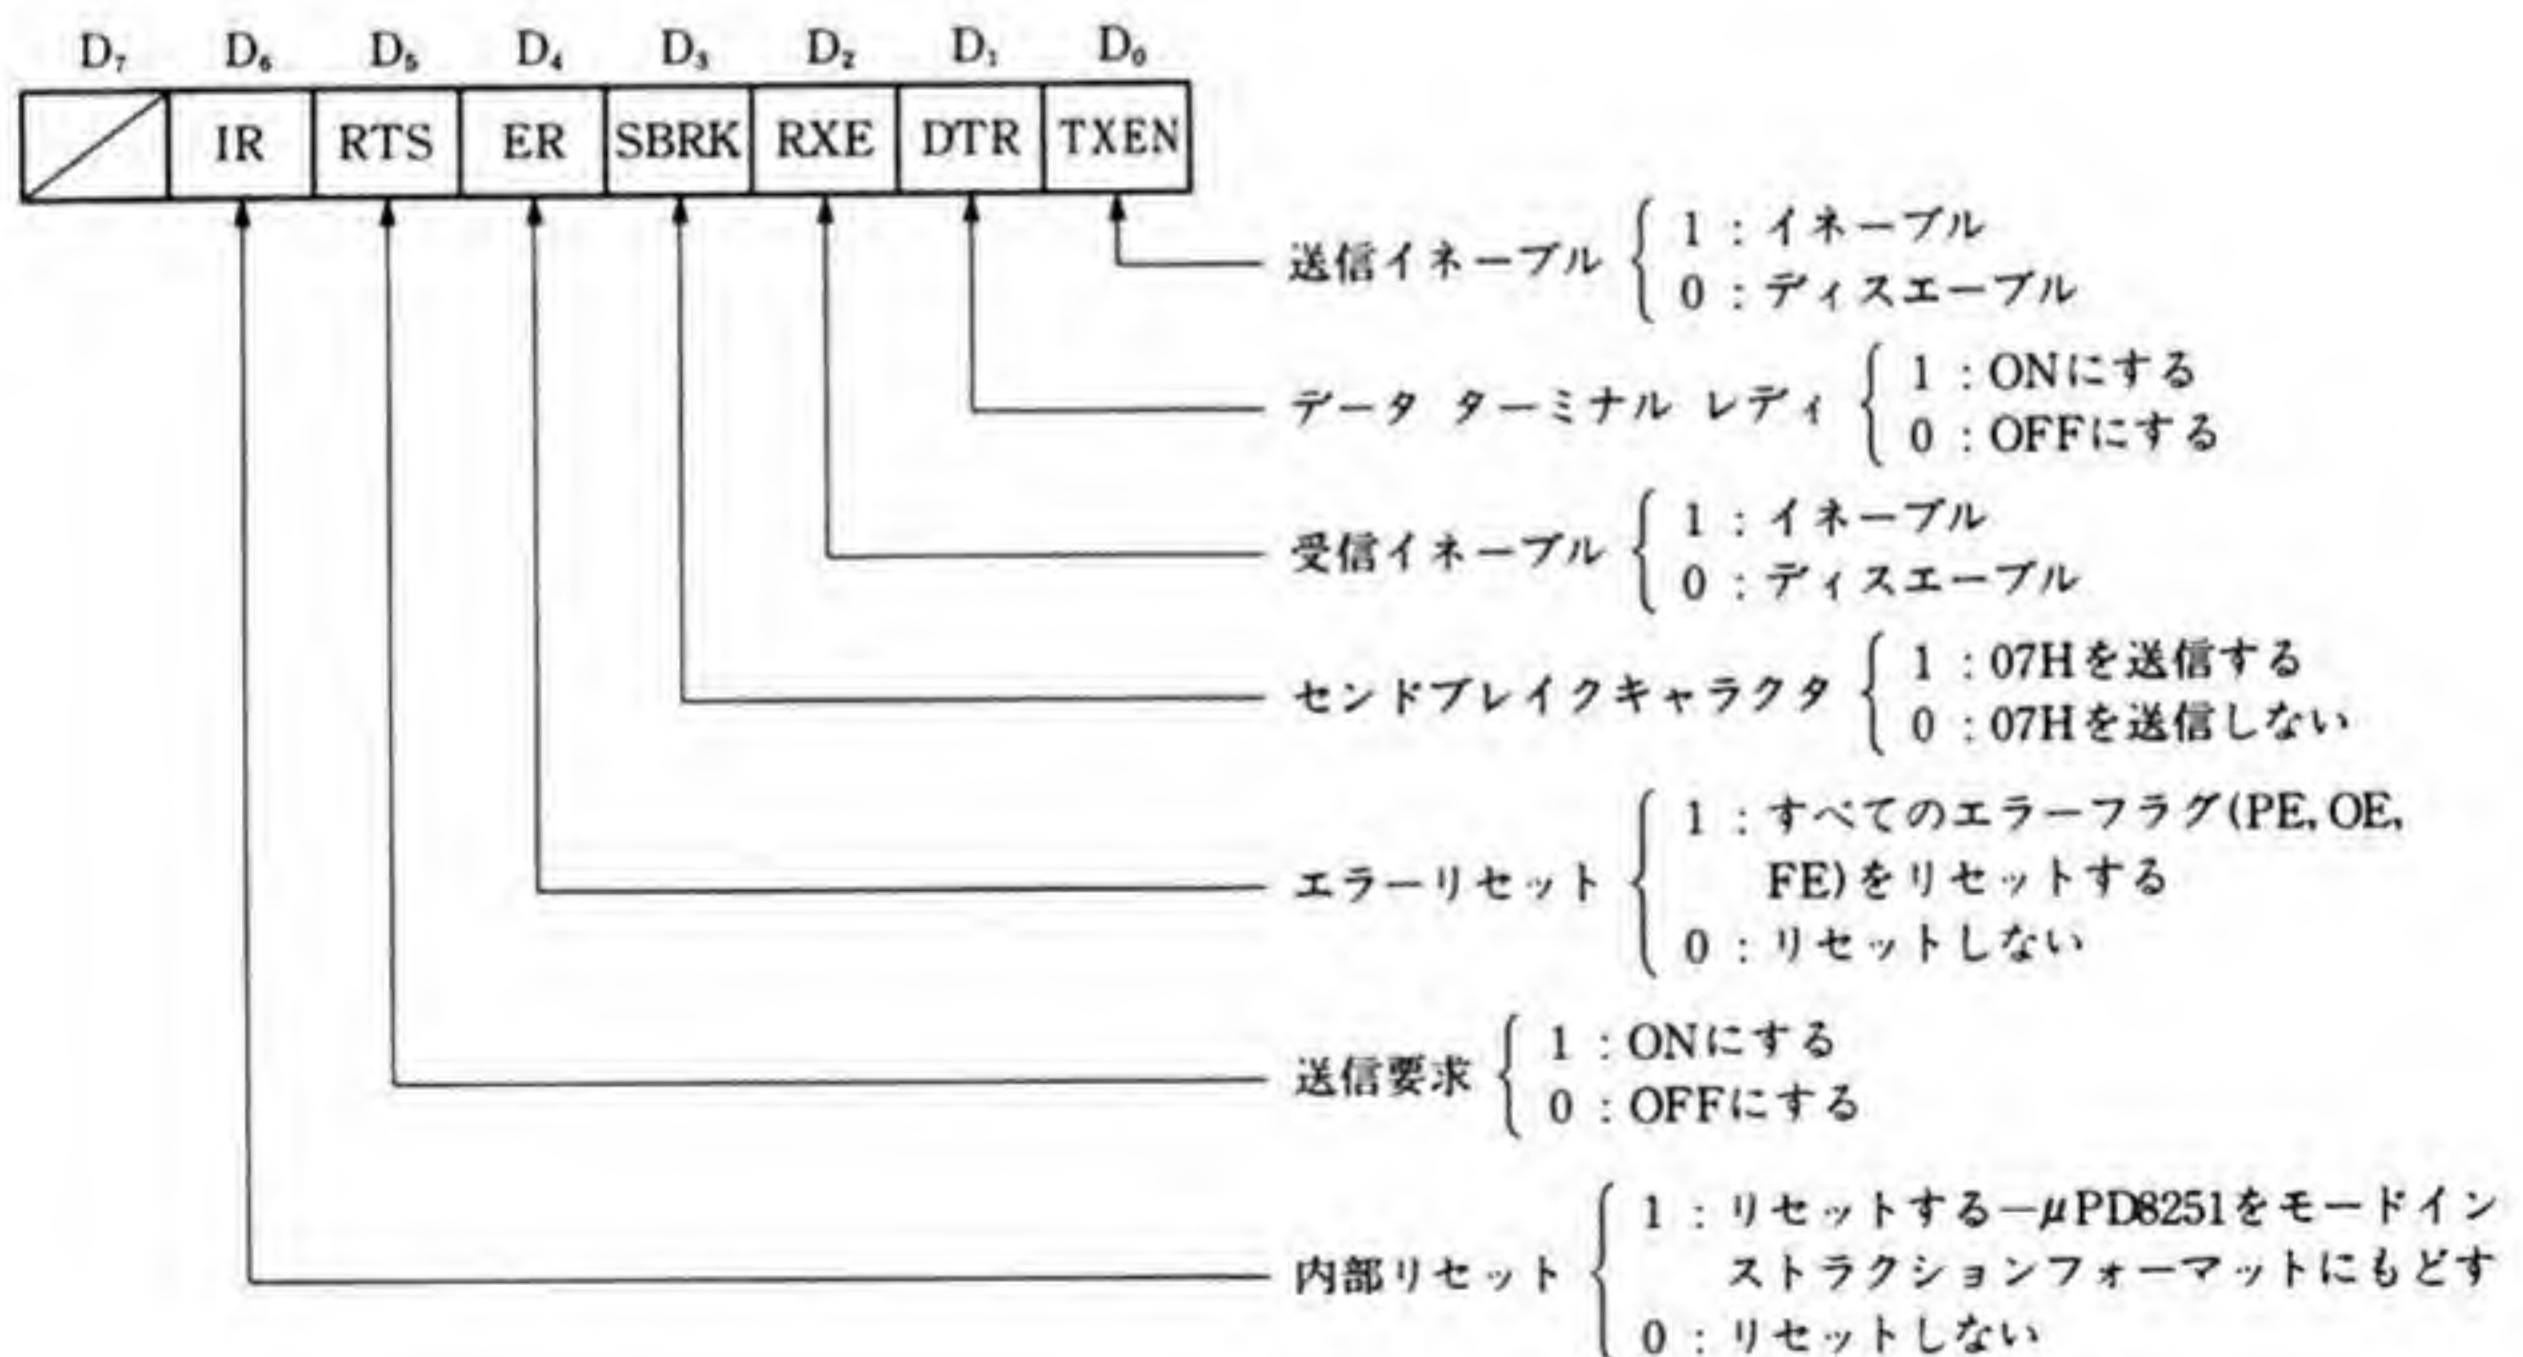 D₇ D₆ D₅ D₄ D₃ D₂ D₁ D₀
IR RTS ER SBRK RXE DTR TXEN
送信イネーブル
1 : イネーブル
0 : ディスエーブル
データ ターミナル レディ
1 : ONにする
0 : OFFにする
受信イネーブル
1 : イネーブル
0 : ディスエーブル
センドブレイクキャラクタ
1 : 07Hを送信する
0 : 07Hを送信しない
エラーリセット
1 : すべてのエラーフラグ(PE, OE,
FE)をリセットする
0 : リセットしない
送信要求
1 : ONにする
0 : OFFにする
内部リセット
1 : リセットする—μPD8251をモードイン
ストラクションフォーマットにもどす
0 : リセットしない